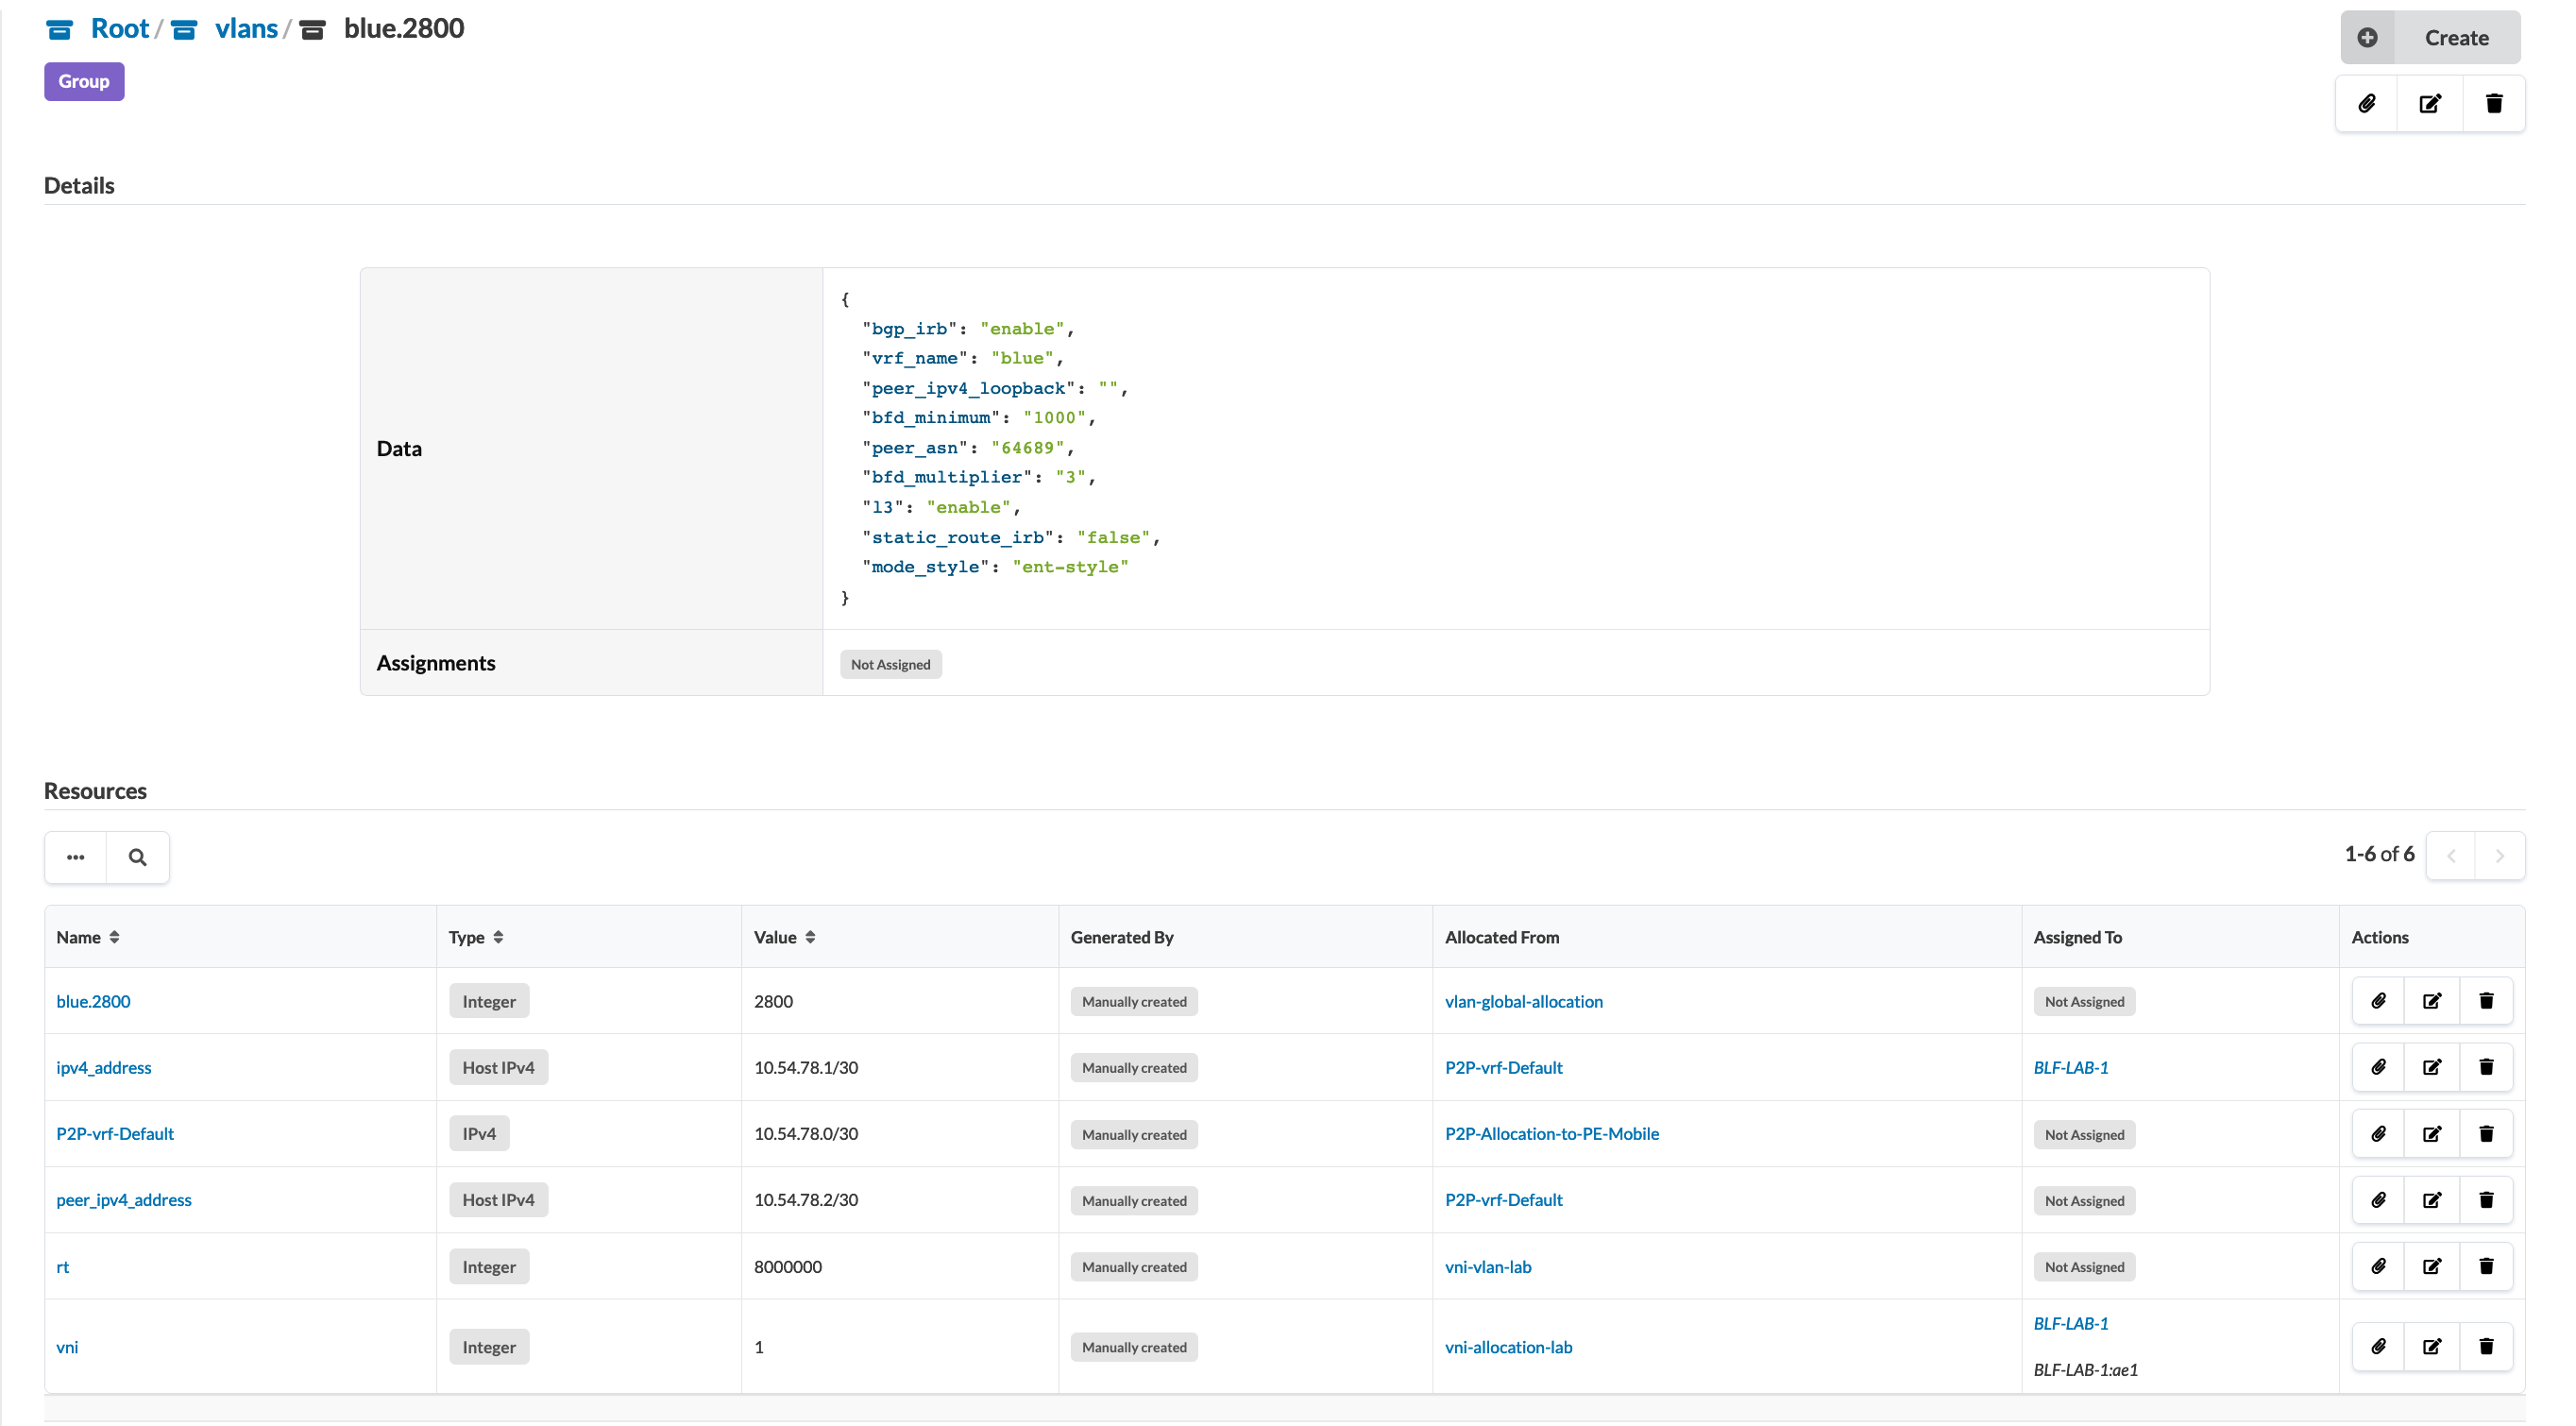 Root / vlans / blue.2800
Create
Group
Details
Data
{
"bgp_irb": "enable",
"vrf_name": "blue",
"peer_ipv4_loopback": "",
"bfd_minimum": "1000",
"peer_asn": "64689",
"bfd_multiplier": "3",
"l3": "enable",
"static_route_irb": "false",
"mode_style": "ent-style"
}
Assignments Not Assigned
Resources
1-6 of 6
Name Type Value Generated By Allocated From Assigned To Actions
blue.2800 Integer 2800 Manually created vlan-global-allocation Not Assigned
ipv4_address Host IPv4 10.54.78.1/30 Manually created P2P-vrf-Default BLF-LAB-1
P2P-vrf-Default IPv4 10.54.78.0/30 Manually created P2P-Allocation-to-PE-Mobile Not Assigned
peer_ipv4_address Host IPv4 10.54.78.2/30 Manually created P2P-vrf-Default Not Assigned
rt Integer 8000000 Manually created vni-vlan-lab Not Assigned
vni Integer 1 Manually created vni-allocation-lab BLF-LAB-1
BLF-LAB-1:ae1